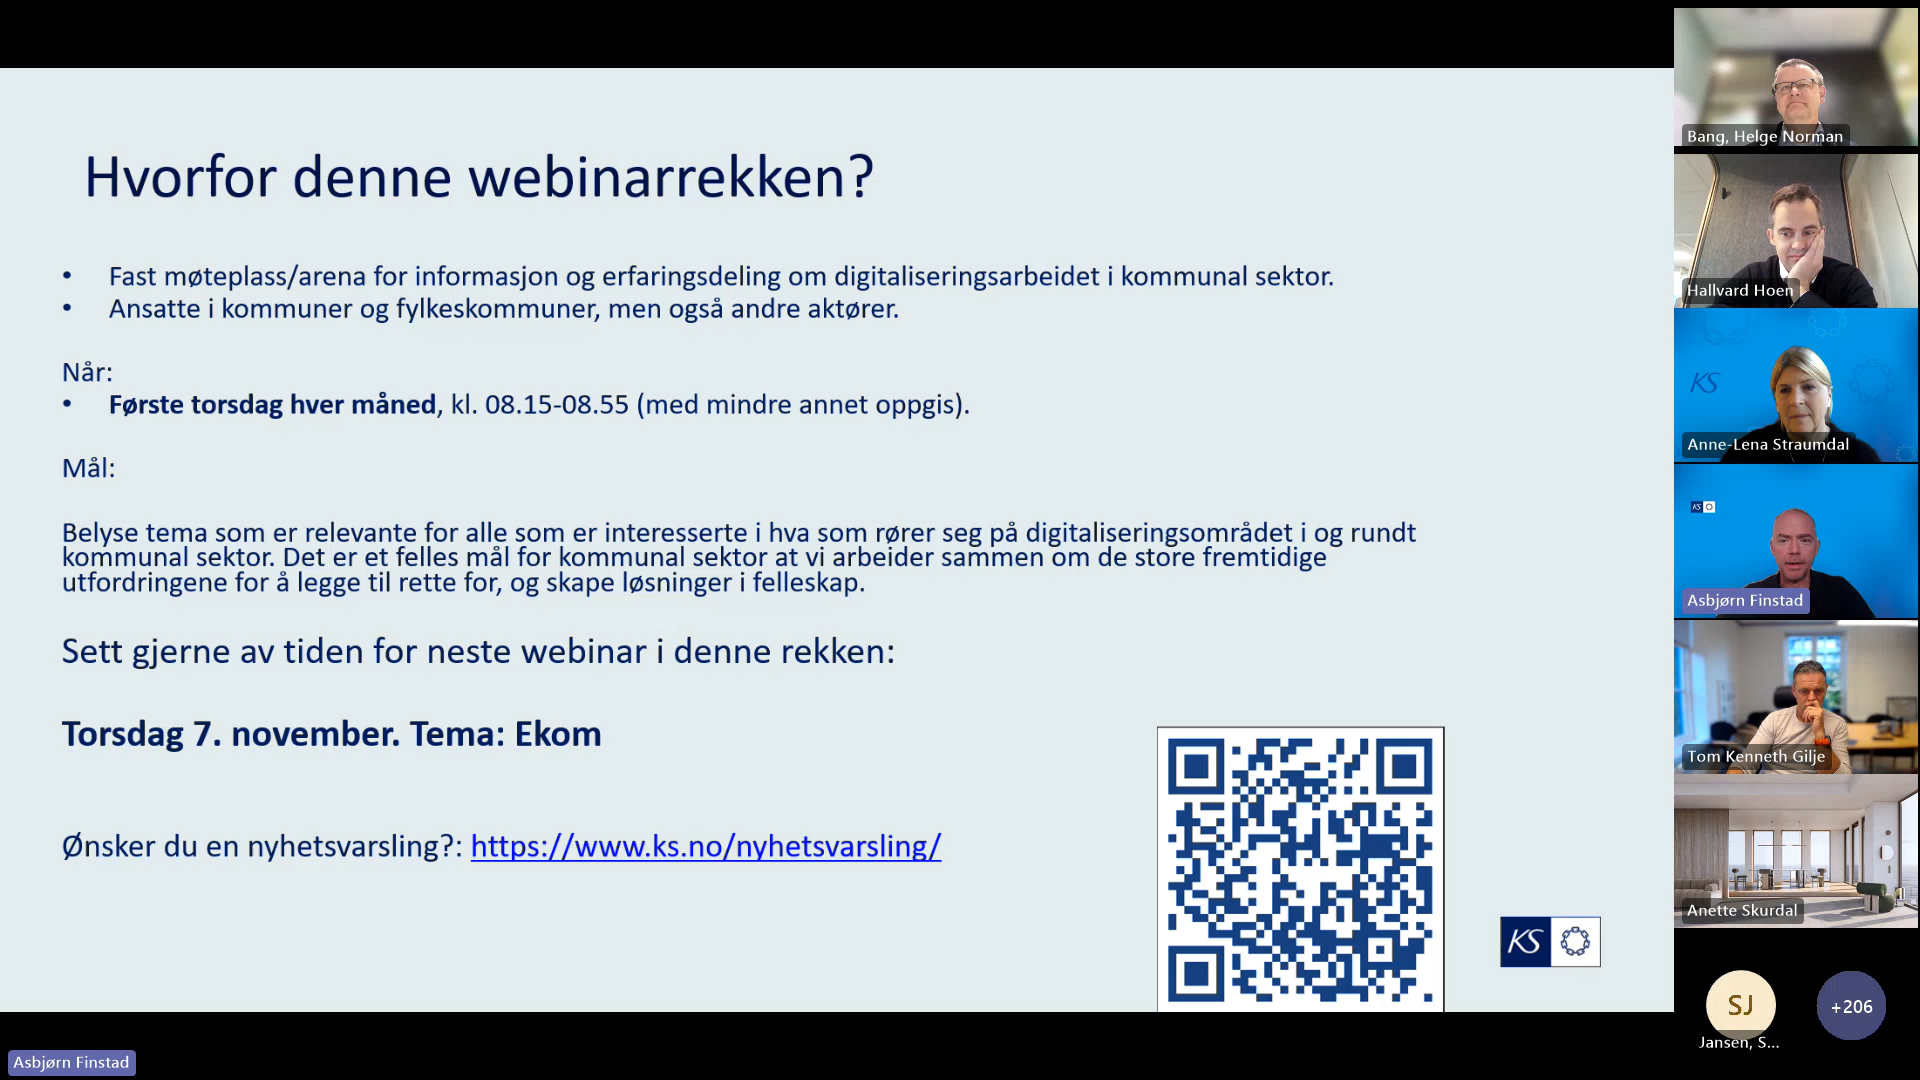 Hvorfor denne webinarrekken?
• Fast møteplass/arena for informasjon og erfaringsdeling om digitaliseringsarbeidet i kommunal sektor.
• Ansatte i kommuner og fylkeskommuner, men også andre aktører.
Når:
• Første torsdag hver måned, kl. 08.15-08.55 (med mindre annet oppgis).
Mål:
Belyse tema som er relevante for alle som er interesserte i hva som rører seg på digitaliseringsområdet i og rundt
kommunal sektor. Det er et felles mål for kommunal sektor at vi arbeider sammen om de store fremtidige
utfordringene for å legge til rette for, og skape løsninger i felleskap.
Sett gjerne av tiden for neste webinar i denne rekken:
Torsdag 7. november. Tema: Ekom
Ønsker du en nyhetsvarsling?: https://www.ks.no/nyhetsvarsling/
KS
Asbjørn Finstad
Bang, Helge Norman
Hallvard Hoen
KS
Anne-Lena Straumdal
KS
Asbjørn Finstad
Tom Kenneth Gilje
Anette Skurdal
SJ
+206
Jansen, S...